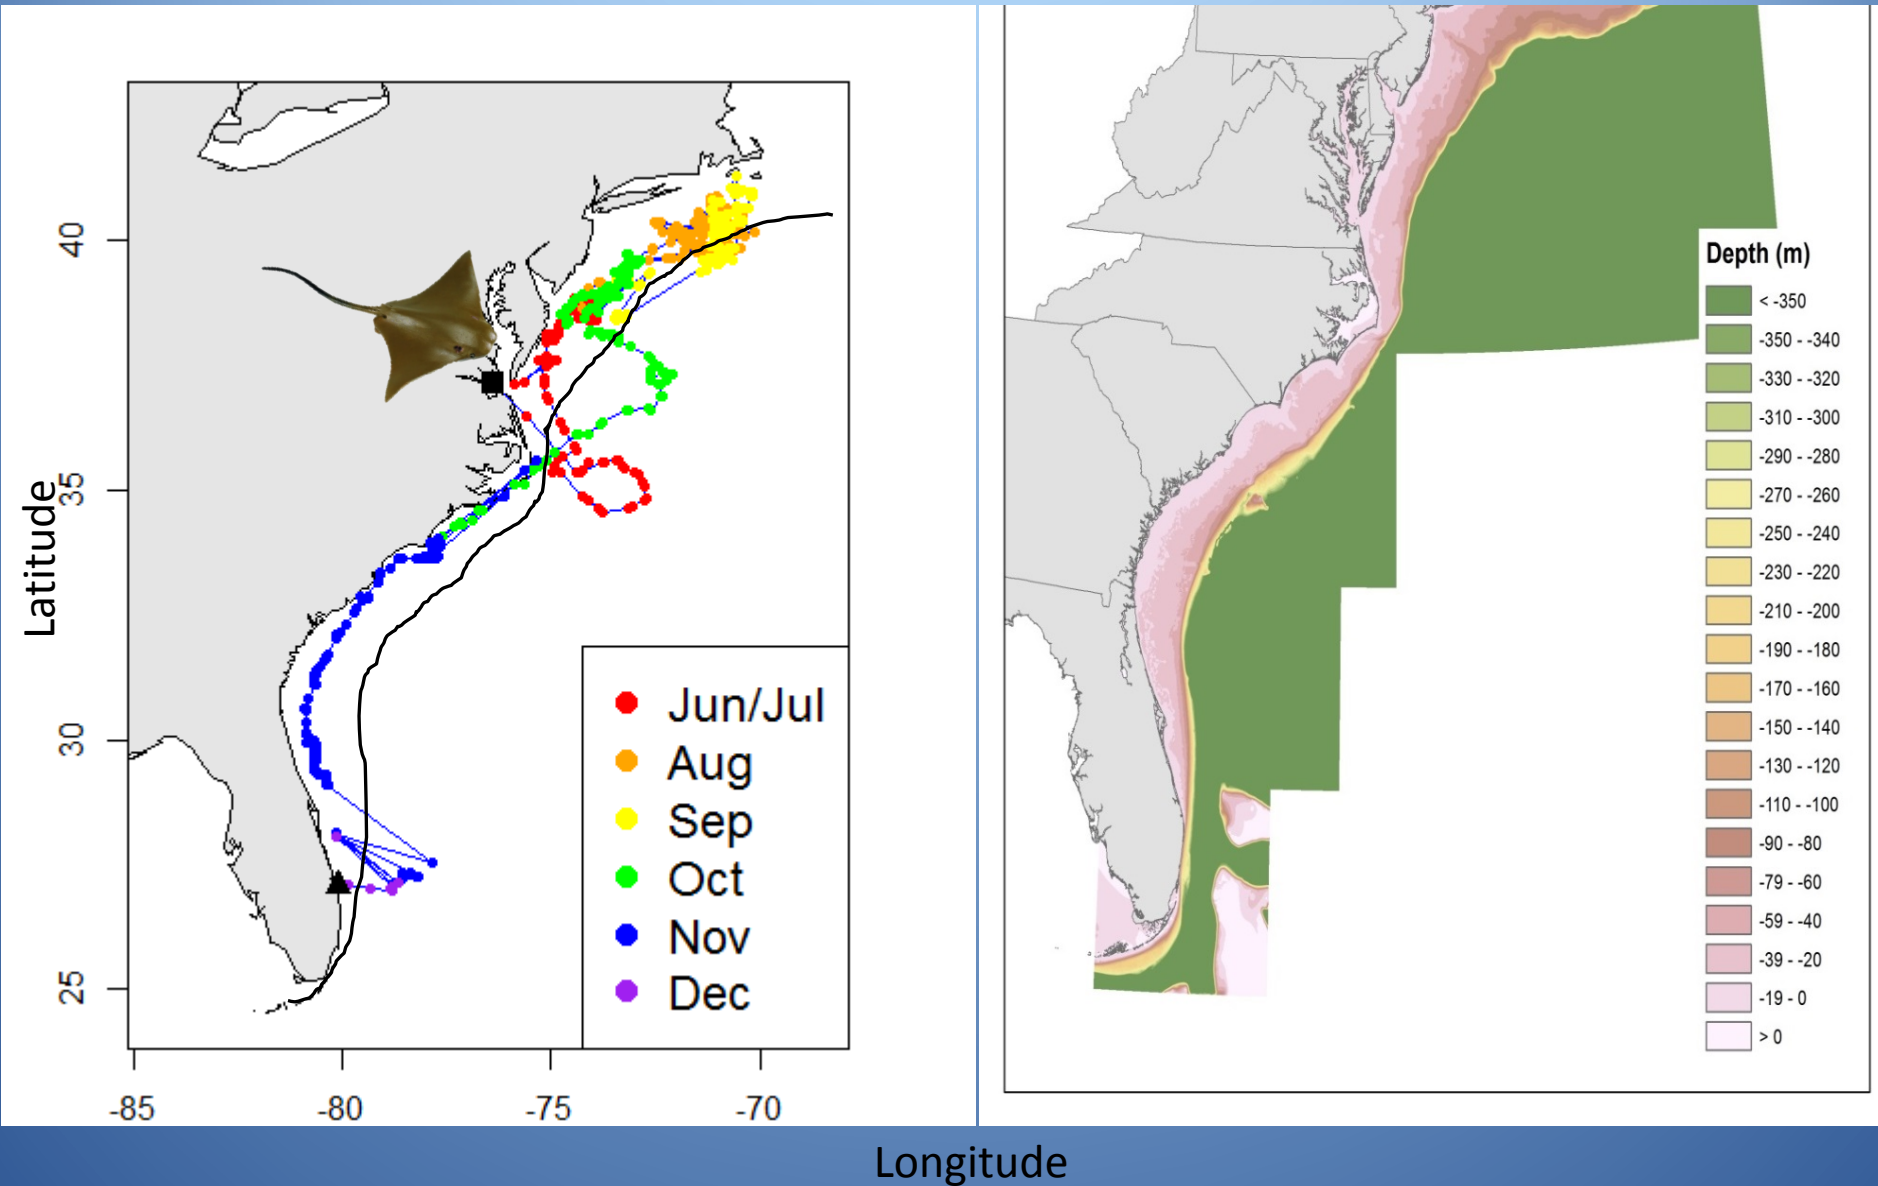 Latitude
40
35
30
25
-85
-80
-75
-70
Jun/Jul
Aug
Sep
Oct
Nov
Dec
Depth (m)
< -350
-350 - -340
-330 - -320
-310 - -300
-290 - -280
-270 - -260
-250 - -240
-230 - -220
-210 - -200
-190 - -180
-170 - -160
-150 - -140
-130 - -120
-110 - -100
-90 - -80
-79 - -60
-59 - -40
-39 - -20
-19 - 0
> 0
Longitude